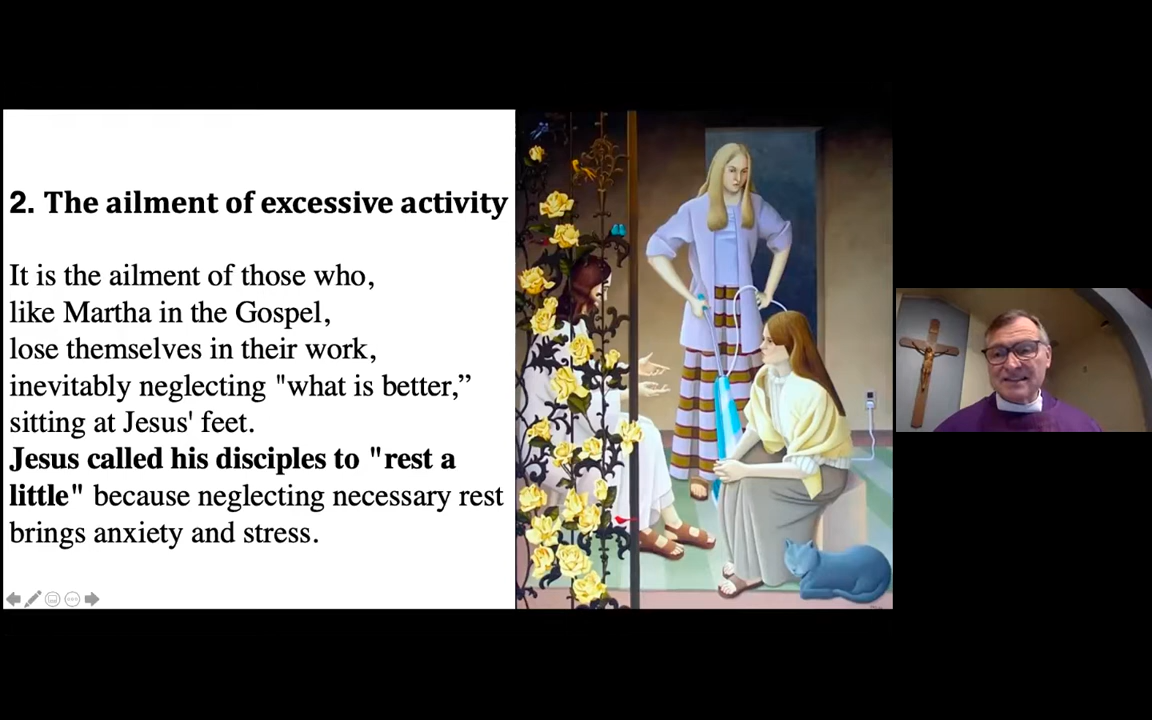 2. The ailment of excessive activity
It is the ailment of those who,
like Martha in the Gospel,
lose themselves in their work,
inevitably neglecting "what is better,”
sitting at Jesus' feet.
Jesus called his disciples to "rest a
little" because neglecting necessary rest
brings anxiety and stress.